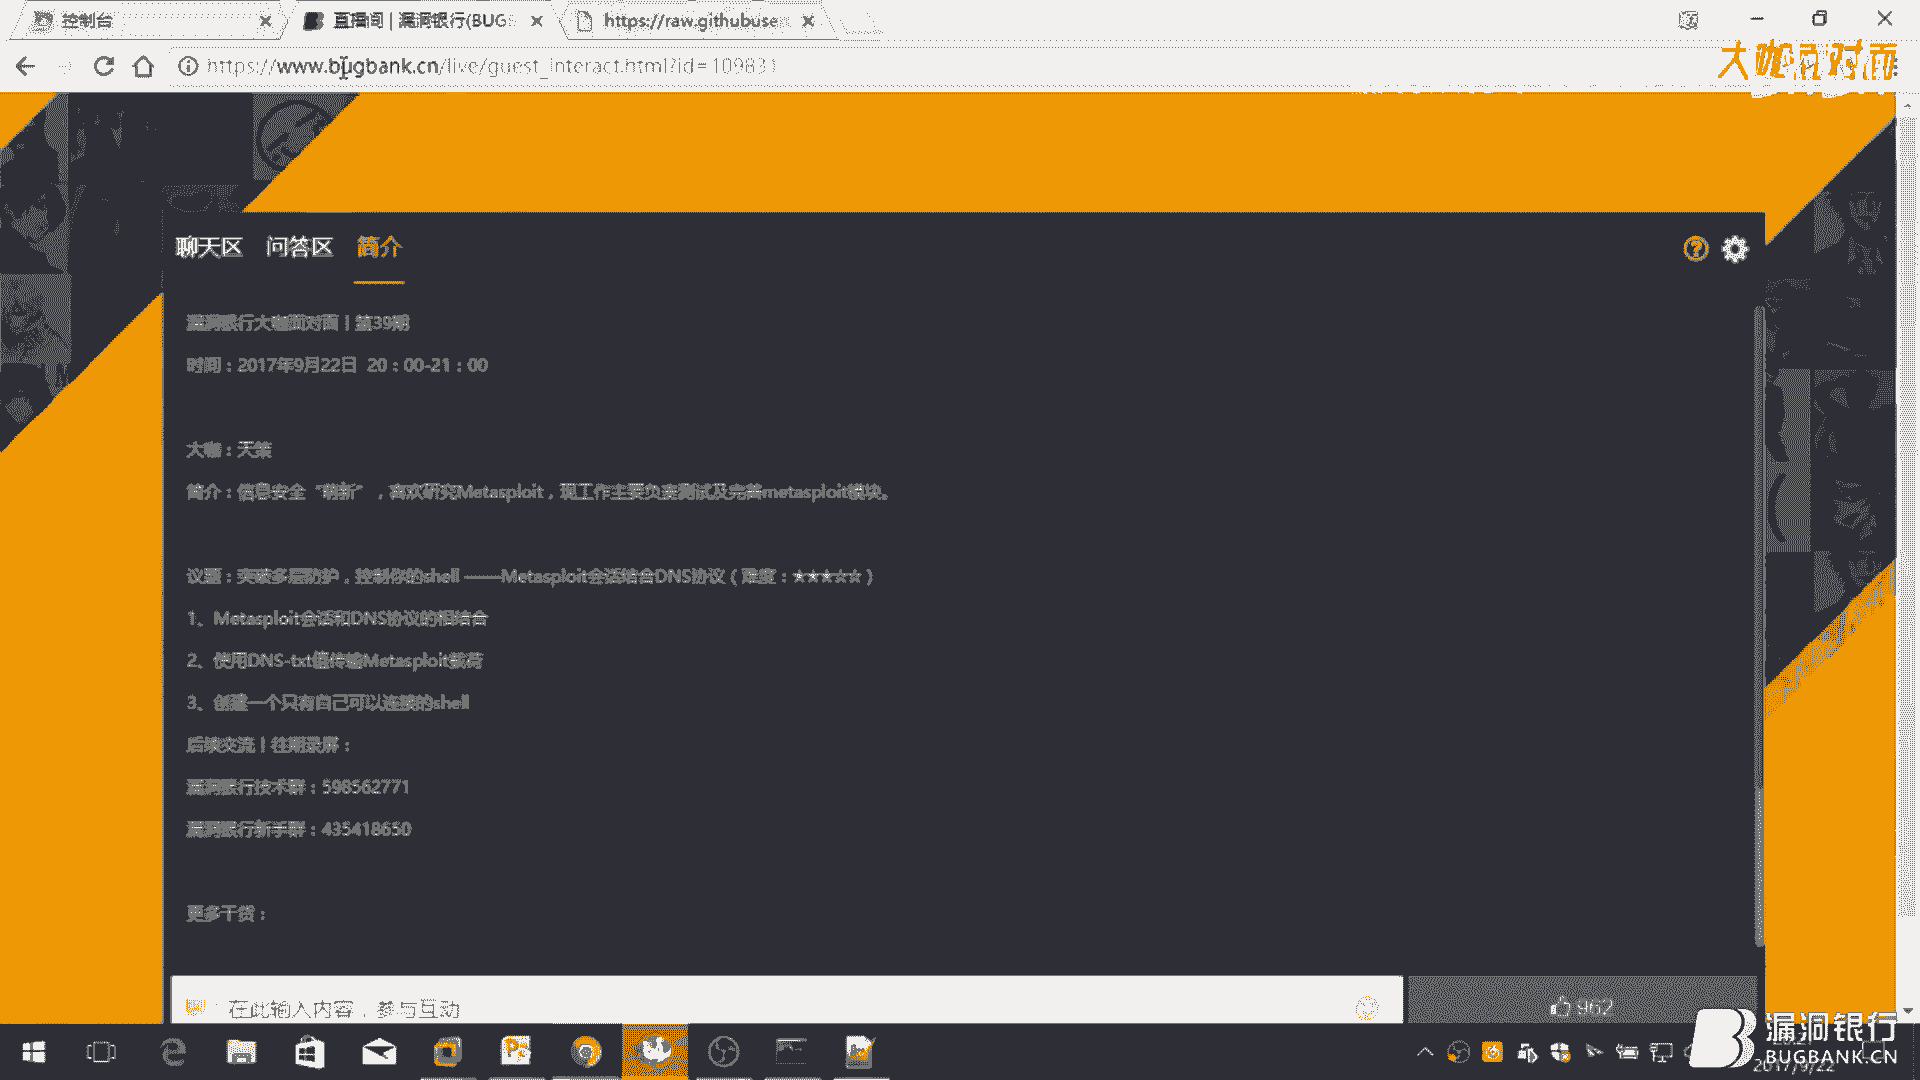 控制台
直播间 | 漏洞银行(BUG
https://raw.githubuse
https://www.bugbank.cn/live/guest_interact.html?id=109831
大咖面对面
聊天区 问答区 简介
漏洞银行大咖面对面丨第39期
时间：2017年9月22日 20：00-21：00
大咖：天策
简介：信息安全“萌新”，喜欢研究Metasploit，现工作主要负责测试及完善metasploit模块。
议题：突破多层防护，控制你的shell ——Metasploit会话结合DNS协议（难度：★★★☆☆）
1、Metasploit会话和DNS协议的相结合
2、使用DNS-txt值传输Metasploit载荷
3、创建一个只有自己可以连接的shell
后续交流丨往期录屏：
漏洞银行技术群：598562771
漏洞银行新手群：435418650
更多干货：
在此输入内容，参与互动
962
漏洞银行
BUGBANK.CN
2017/9/22